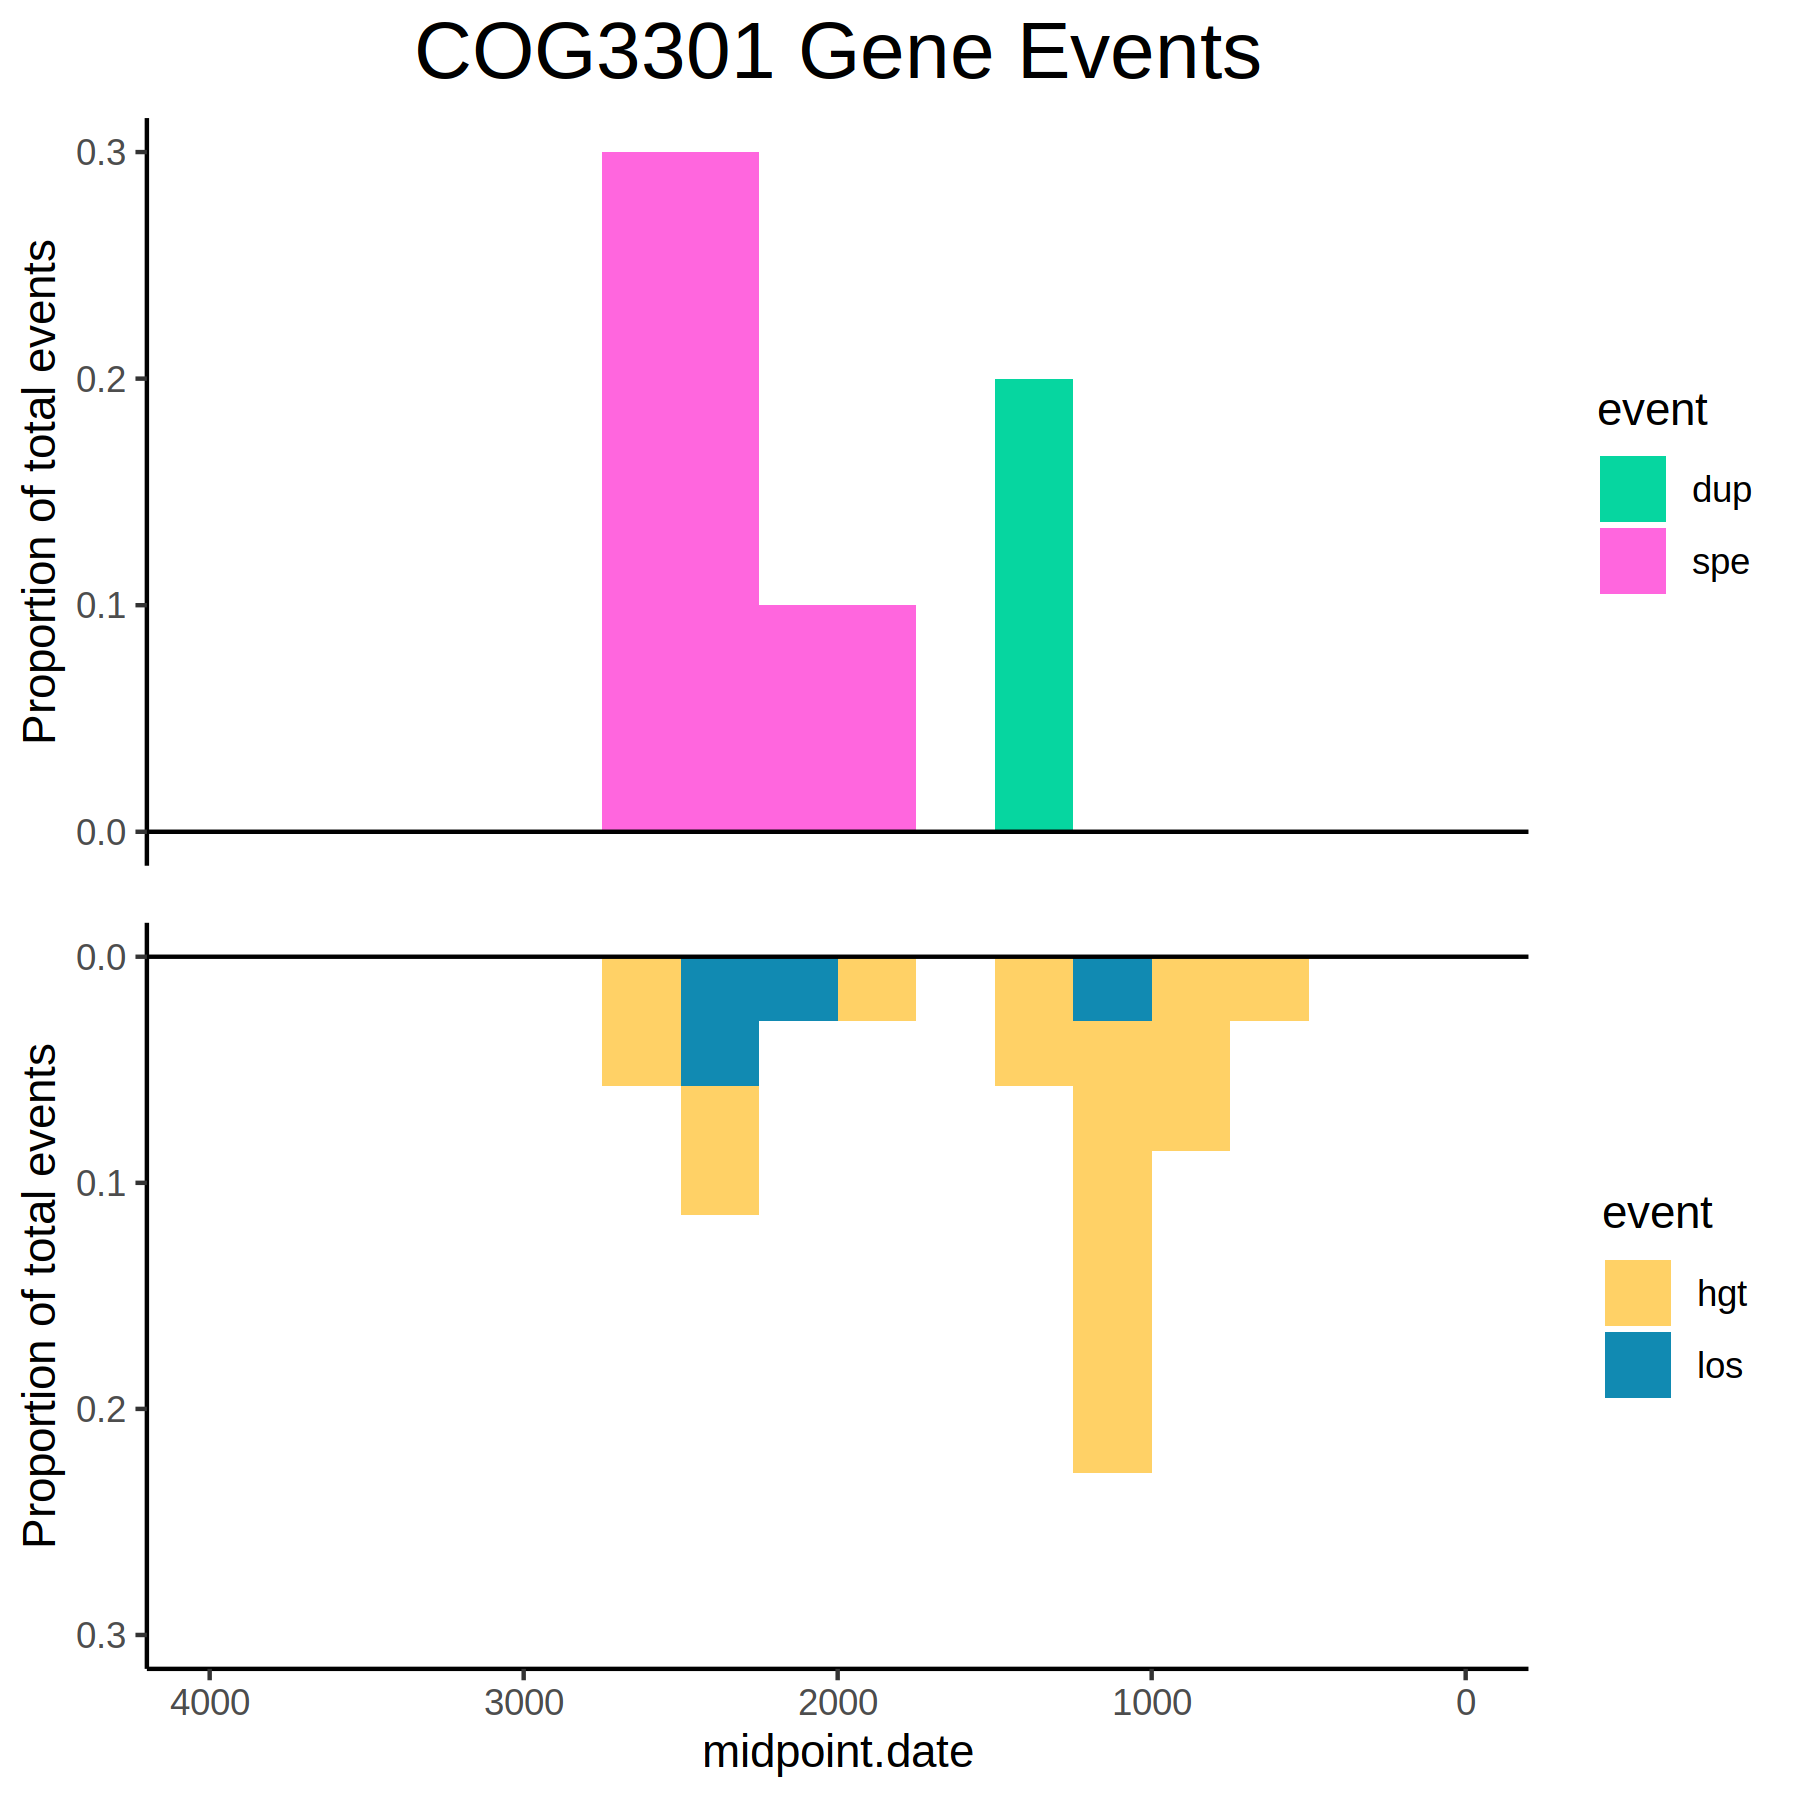 COG3301 Gene Events
Proportion of total events
0.3
0.2
0.1
0.0
event
dup
spe
Proportion of total events
0.0
0.1
0.2
0.3
event
hgt
los
4000 3000 2000 1000 0
midpoint.date